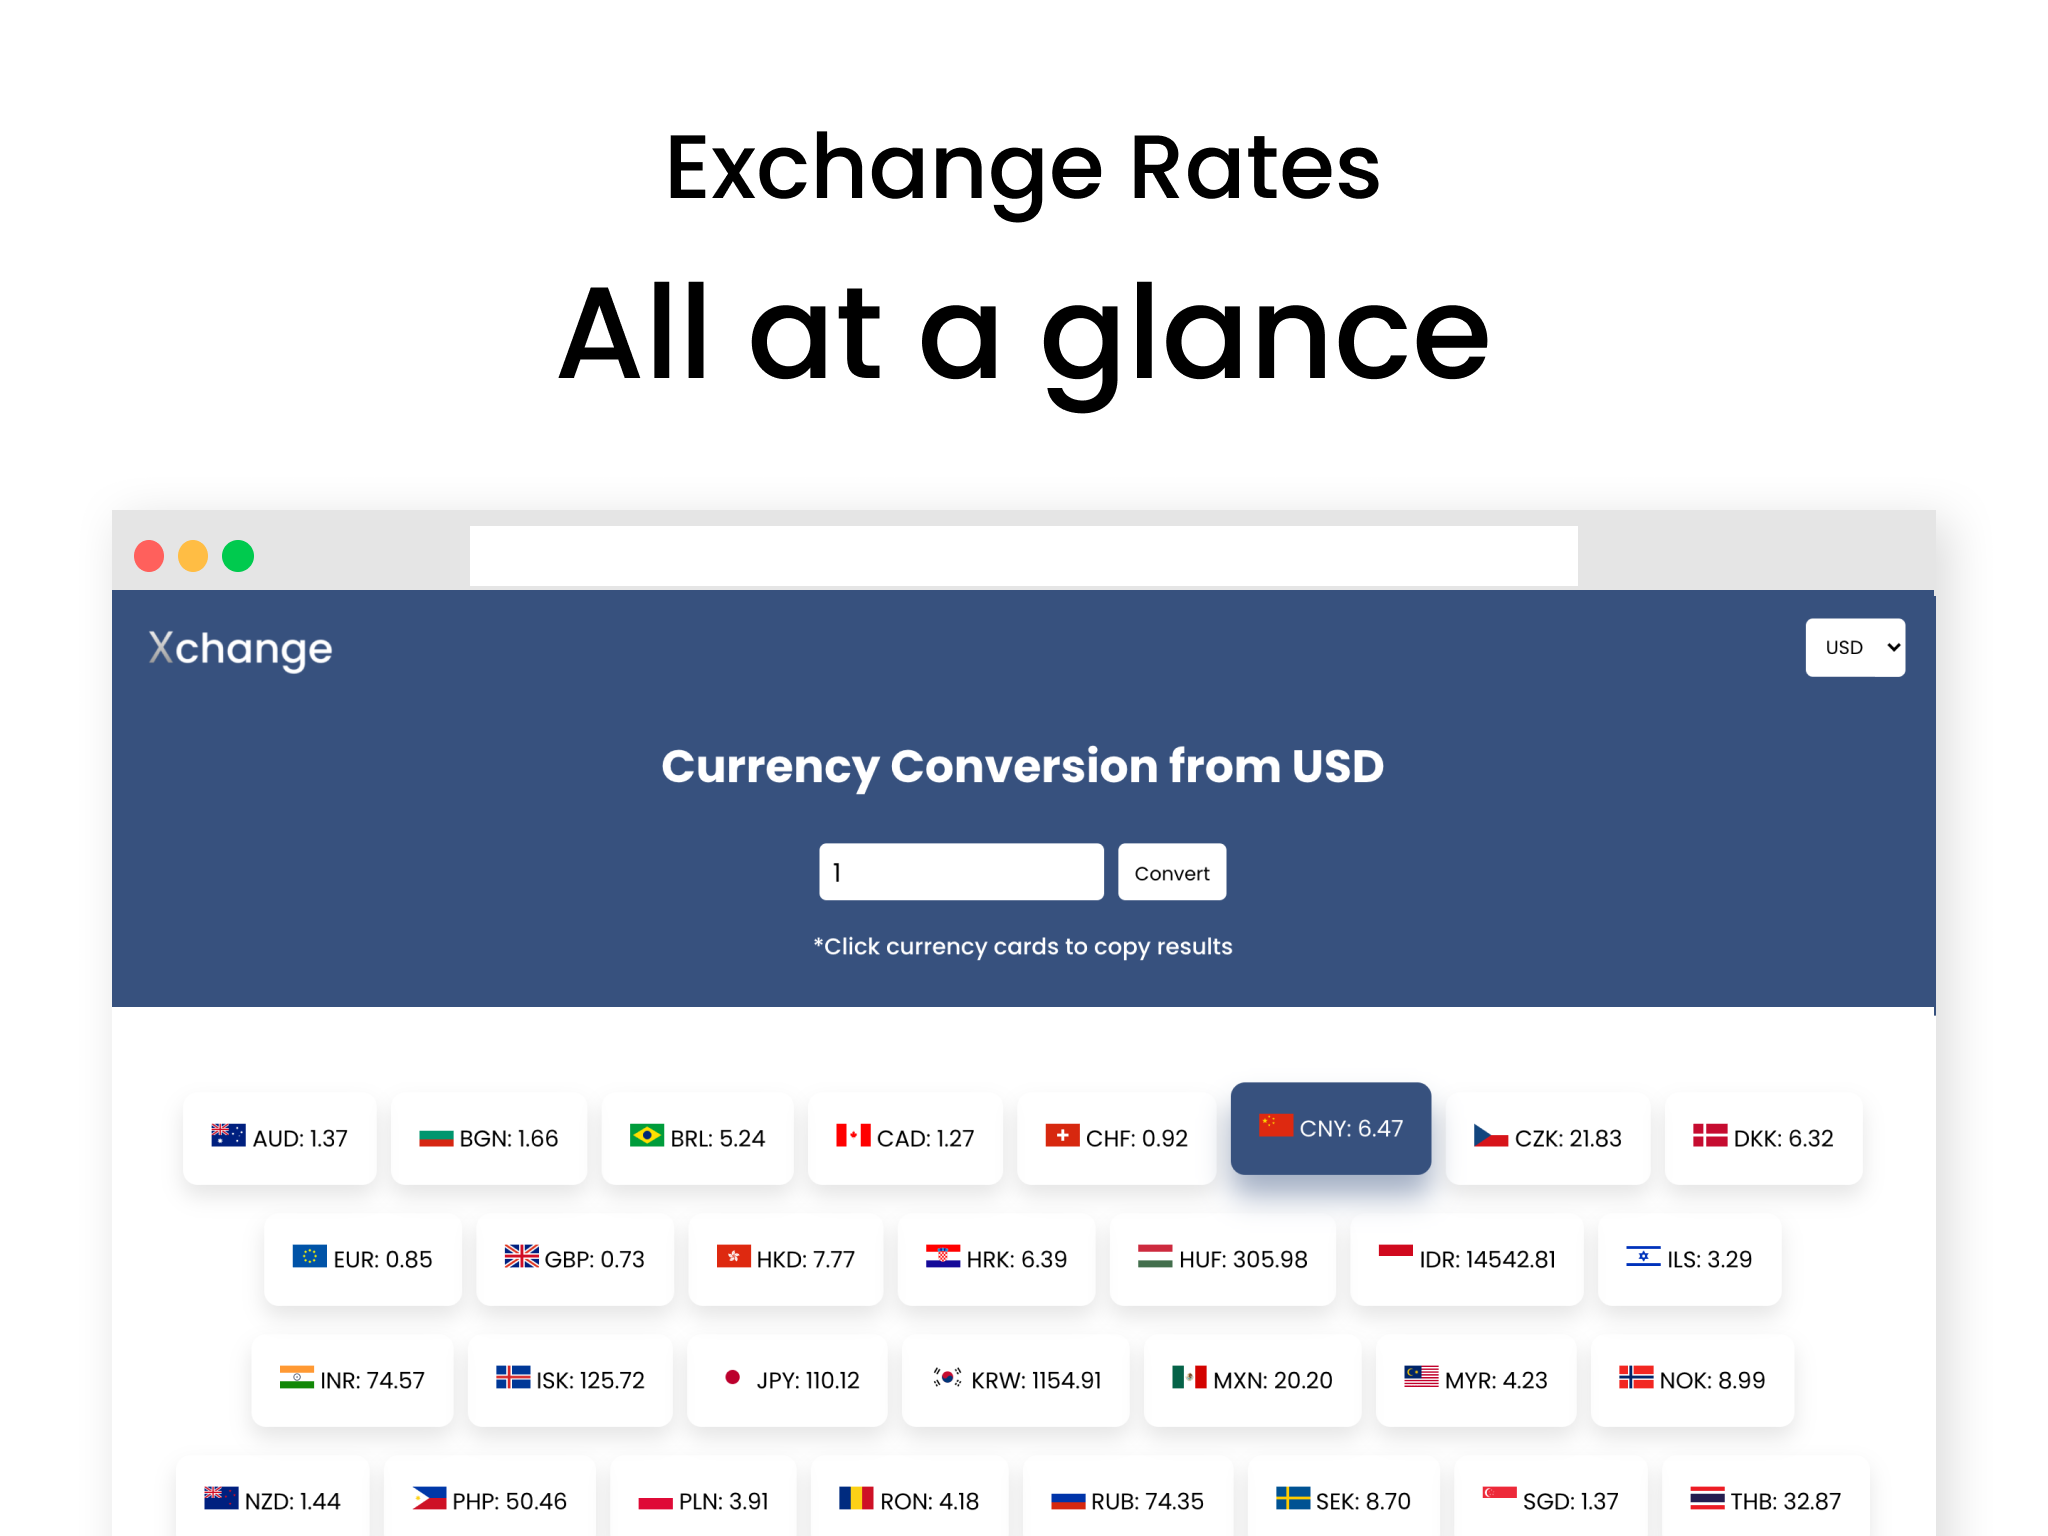 Exchange Rates
All at a glance
Xchange
USD
Currency Conversion from USD
1
Convert
*Click currency cards to copy results
AUD: 1.37 BGN: 1.66 BRL: 5.24 CAD: 1.27 CHF: 0.92 CNY: 6.47 CZK: 21.83 DKK: 6.32
EUR: 0.85 GBP: 0.73 HKD: 7.77 HRK: 6.39 HUF: 305.98 IDR: 14542.81 ILS: 3.29
INR: 74.57 ISK: 125.72 JPY: 110.12 KRW: 1154.91 MXN: 20.20 MYR: 4.23 NOK: 8.99
NZD: 1.44 PHP: 50.46 PLN: 3.91 RON: 4.18 RUB: 74.35 SEK: 8.70 SGD: 1.37 THB: 32.87